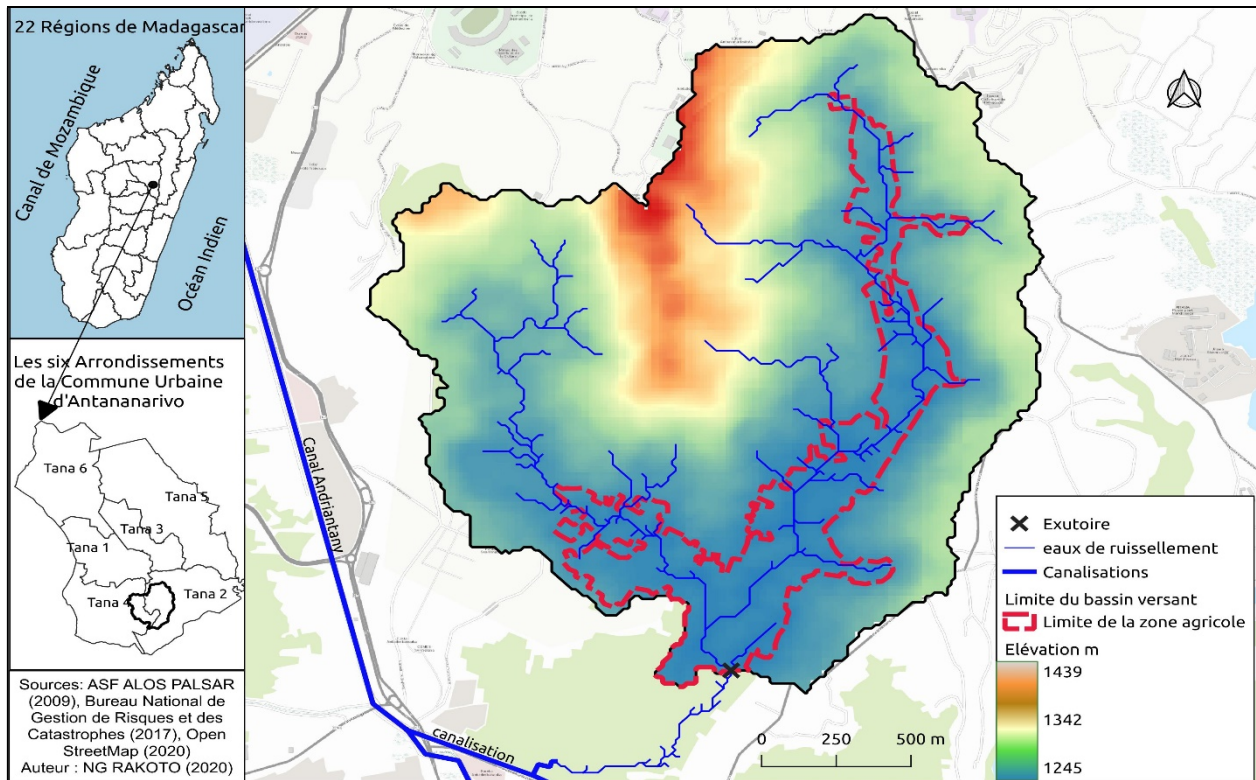 22 Régions de Madagascar
Canal de Mozambique
Océan Indien
Les six Arrondissements
de la Commune Urbaine
d'Antananarivo
Tana 6
Tana 5
Tana 3
Tana 1
Tana 4
Tana 2
Sources: ASF ALOS PALSAR
(2009), Bureau National de
Gestion de Risques et des
Catastrophes (2017), Open
StreetMap (2020)
Auteur : NG RAKOTO (2020)
Canal Andriantany
canalisation
0 250 500 m
Exutoire
eaux de ruissellement
Canalisations
Limite du bassin versant
Limite de la zone agricole
Elévation m
1439
1342
1245